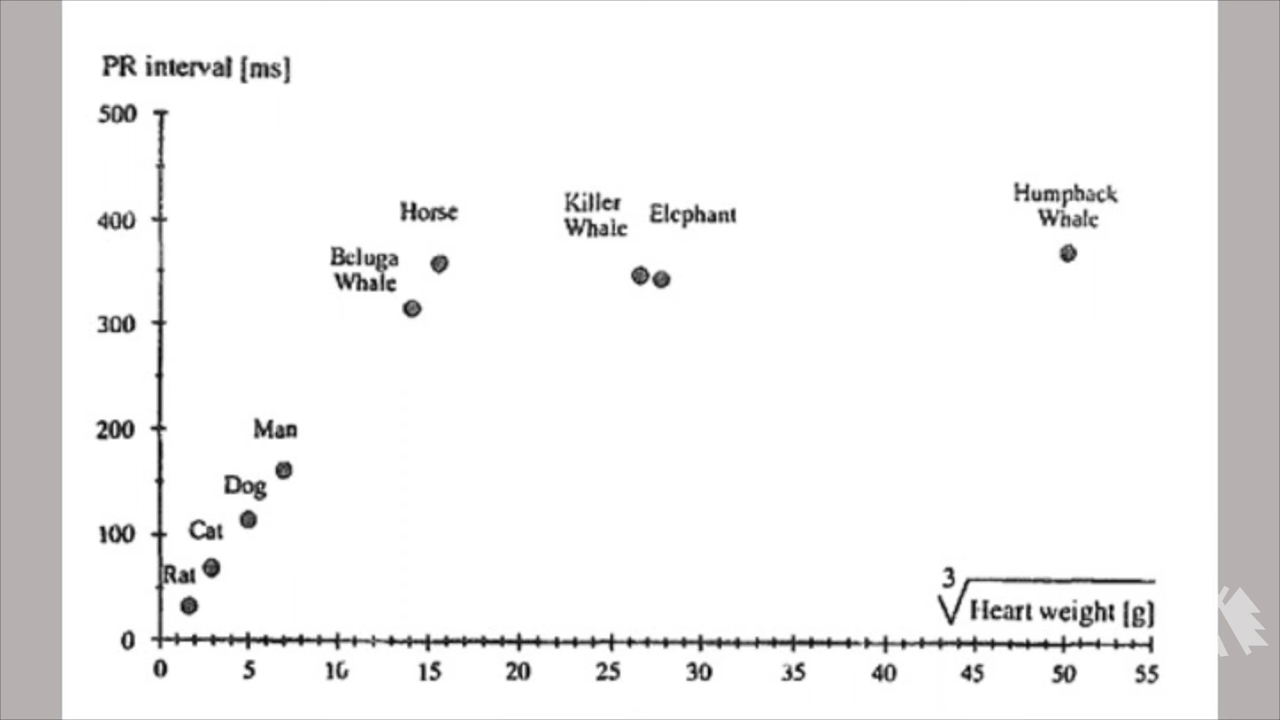 PR interval [ms]
500
400
300
200
100
0
Humpback
Whale
Killer
Whale
Elephant
Horse
Beluga
Whale
Man
Dog
Cat
Rat
3
√Heart weight [g]
0 5 10 15 20 25 30 35 40 45 50 55